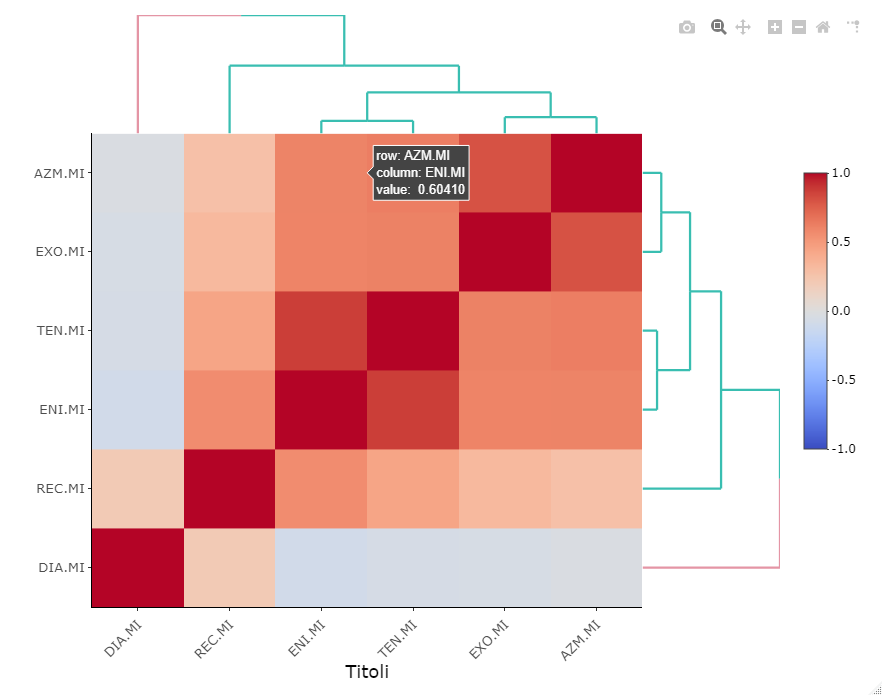 row: AZM.MI
column: ENI.MI
value: 0.60410
AZM.MI
EXO.MI
TEN.MI
ENI.MI
REC.MI
DIA.MI
1.0
0.5
0.0
-0.5
-1.0
DIA.MI
REC.MI
ENI.MI
TEN.MI
EXO.MI
AZM.MI
Titoli